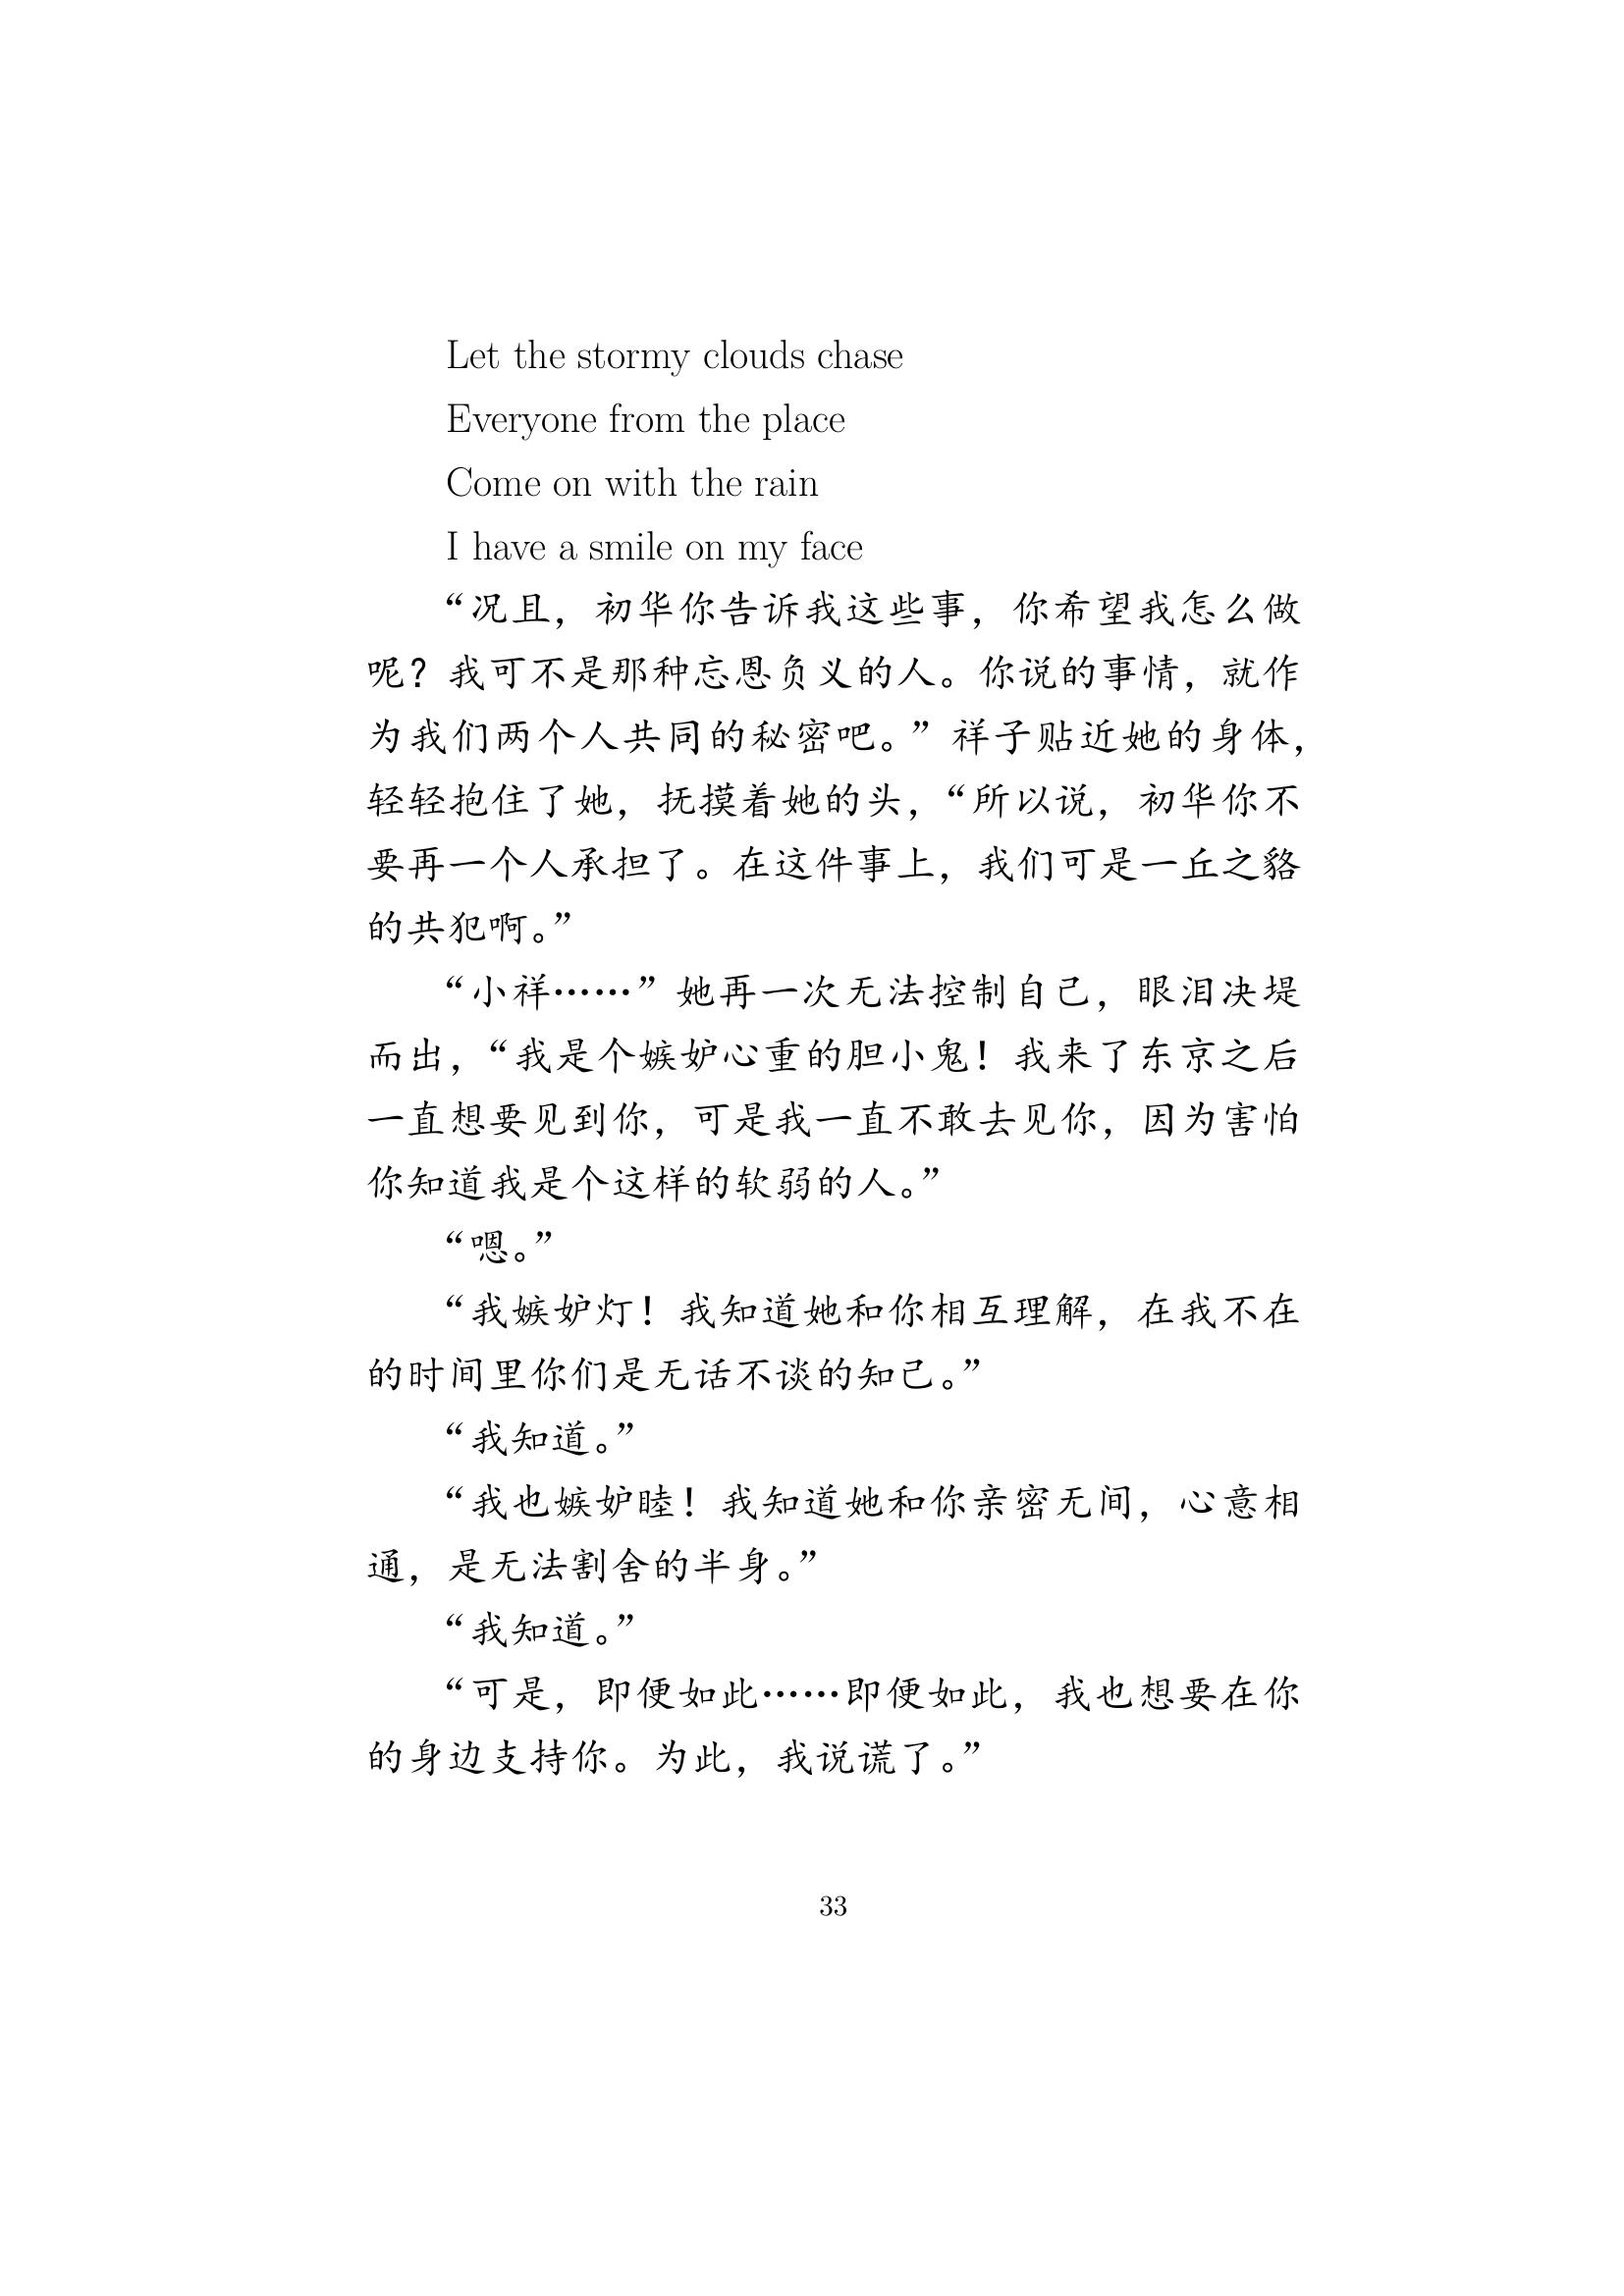 Let the stormy clouds chase
Everyone from the place
Come on with the rain
I have a smile on my face
“况且，初华你告诉我这些事，你希望我怎么做
呢？我可不是那种忘恩负义的人。你说的事情，就作
为我们两个人共同的秘密吧。”祥子贴近她的身体，
轻轻抱住了她，抚摸着她的头，“所以说，初华你不
要再一个人承担了。在这件事上，我们可是一丘之貉
的共犯啊。”
“小祥……”她再一次无法控制自己，眼泪决堤
而出，“我是个嫉妒心重的胆小鬼！我来了东京之后
一直想要见到你，可是我一直不敢去见你，因为害怕
你知道我是个这样的软弱的人。”
“嗯。”
“我嫉妒灯！我知道她和你相互理解，在我不在
的时间里你们是无话不谈的知己。”
“我知道。”
“我也嫉妒睦！我知道她和你亲密无间，心意相
通，是无法割舍的半身。”
“我知道。”
“可是，即便如此……即便如此，我也想要在你
的身边支持你。为此，我说谎了。”
33